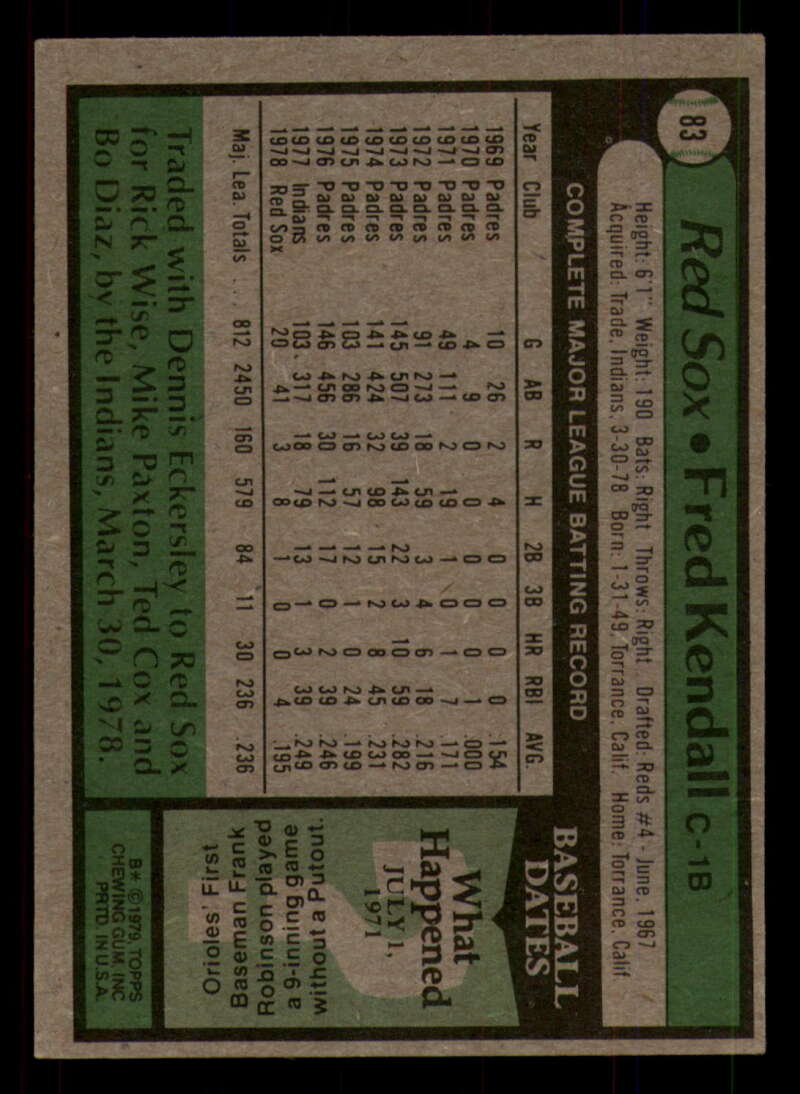 83
Red Sox • Fred Kendall C-1B
Height: 6'1" Weight: 190 Bats: Right Throws: Right Drafted: Reds #4 - June, 1967
Acquired: Trade, Indians, 3-30-78 Born: 1-31-49, Torrance, Calif. Home: Torrance, Calif
COMPLETE MAJOR LEAGUE BATTING RECORD
Year Club G AB R H 2B 3B HR RBI AVG.
1969 Padres 10 26 2 4 0 0 0 0 .154
1970 Padres 4 9 0 0 0 0 0 1 .000
1971 Padres 49 111 2 19 1 0 1 7 .171
1972 Padres 91 273 18 59 3 4 6 18 .216
1973 Padres 145 507 39 143 22 3 10 59 .282
1974 Padres 141 424 32 98 15 2 8 45 .231
1975 Padres 103 286 16 57 12 1 0 24 .199
1976 Padres 146 456 30 112 17 0 2 39 .246
1977 Indians 103 317 18 79 13 1 3 39 .249
1978 Red Sox 20 41 3 8 1 0 0 4 .195
Maj. Lea. Totals ... 812 2450 160 579 84 11 30 236 .236
Traded with Dennis Eckersley to Red Sox
for Rick Wise, Mike Paxton, Ted Cox and
Bo Diaz, by the Indians, March 30, 1978.
BASEBALL
DATES
What
Happened
JULY 1,
1971
?
Orioles' First
Baseman Frank
Robinson played
a 9-inning game
without a Putout.
B* ©1979, TOPPS
CHEWING GUM, INC
PRTD. IN U.S.A.